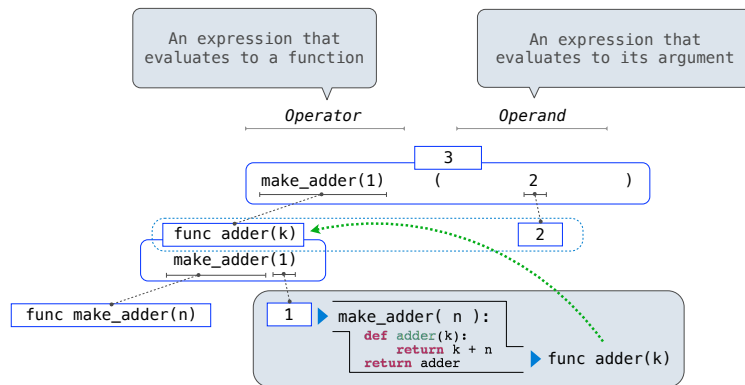 An expression that
evaluates to a function
An expression that
evaluates to its argument
Operator
Operand
3
make_adder(1) ( 2 )
func adder(k)
2
make_adder(1)
func make_adder(n)
1
make_adder( n ):
def adder(k):
return k + n
return adder
func adder(k)